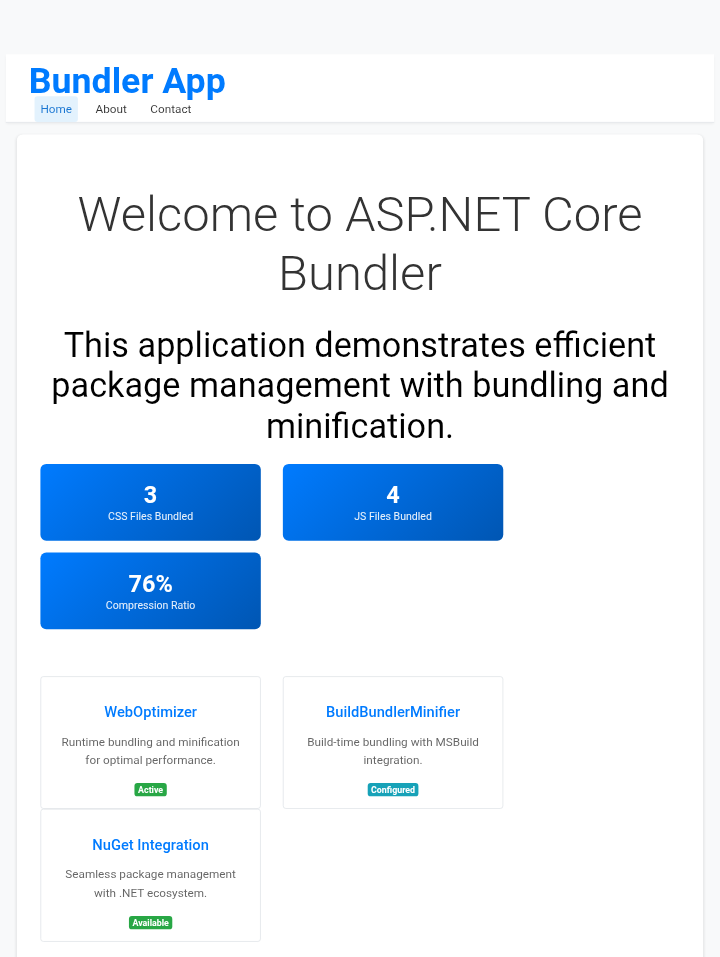 Bundler App
Home About Contact
Welcome to ASP.NET Core
Bundler
This application demonstrates efficient
package management with bundling and
minification.
3
CSS Files Bundled
4
JS Files Bundled
76%
Compression Ratio
WebOptimizer
Runtime bundling and minification
for optimal performance.
Active
BuildBundlerMinifier
Build-time bundling with MSBuild
integration.
Configured
NuGet Integration
Seamless package management
with .NET ecosystem.
Available